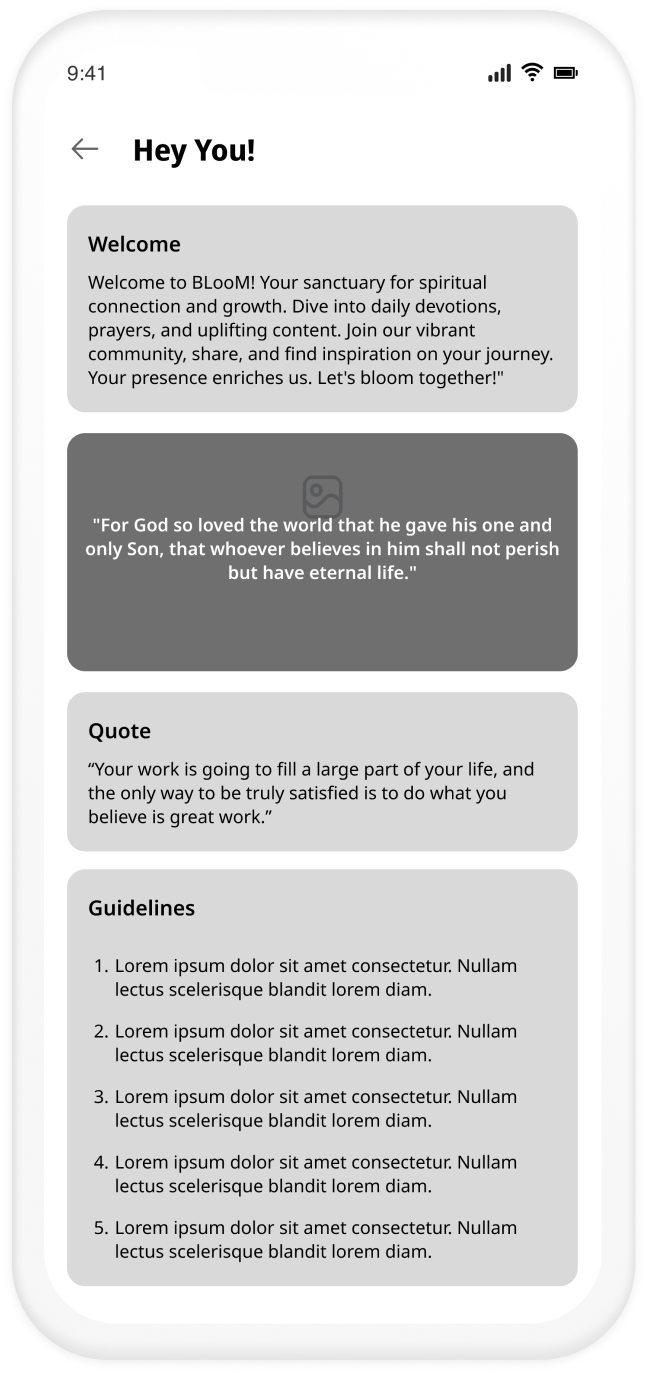 9:41
Hey You!
Welcome
Welcome to BLooM! Your sanctuary for spiritual
connection and growth. Dive into daily devotions,
prayers, and uplifting content. Join our vibrant
community, share, and find inspiration on your journey.
Your presence enriches us. Let's bloom together!"
"For God so loved the world that he gave his one and
only Son, that whoever believes in him shall not perish
but have eternal life."
Quote
“Your work is going to fill a large part of your life, and
the only way to be truly satisfied is to do what you
believe is great work.”
Guidelines
1. Lorem ipsum dolor sit amet consectetur. Nullam
lectus scelerisque blandit lorem diam.
2. Lorem ipsum dolor sit amet consectetur. Nullam
lectus scelerisque blandit lorem diam.
3. Lorem ipsum dolor sit amet consectetur. Nullam
lectus scelerisque blandit lorem diam.
4. Lorem ipsum dolor sit amet consectetur. Nullam
lectus scelerisque blandit lorem diam.
5. Lorem ipsum dolor sit amet consectetur. Nullam
lectus scelerisque blandit lorem diam.